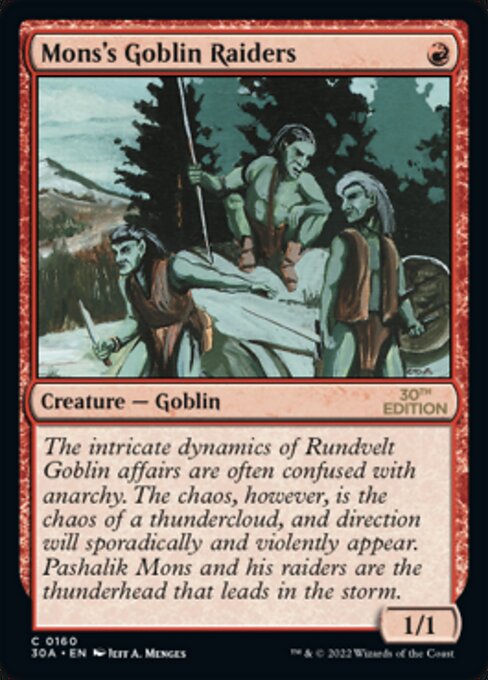 Mons's Goblin Raiders
Creature — Goblin
30TH
EDITION
The intricate dynamics of Rundvelt
Goblin affairs are often confused with
anarchy. The chaos, however, is the
chaos of a thundercloud, and direction
will sporadically and violently appear.
Pashalik Mons and his raiders are the
thunderhead that leads in the storm.
1/1
C 0160
30A • EN Jeff A. Menges
™ & © 2022 Wizards of the Coast